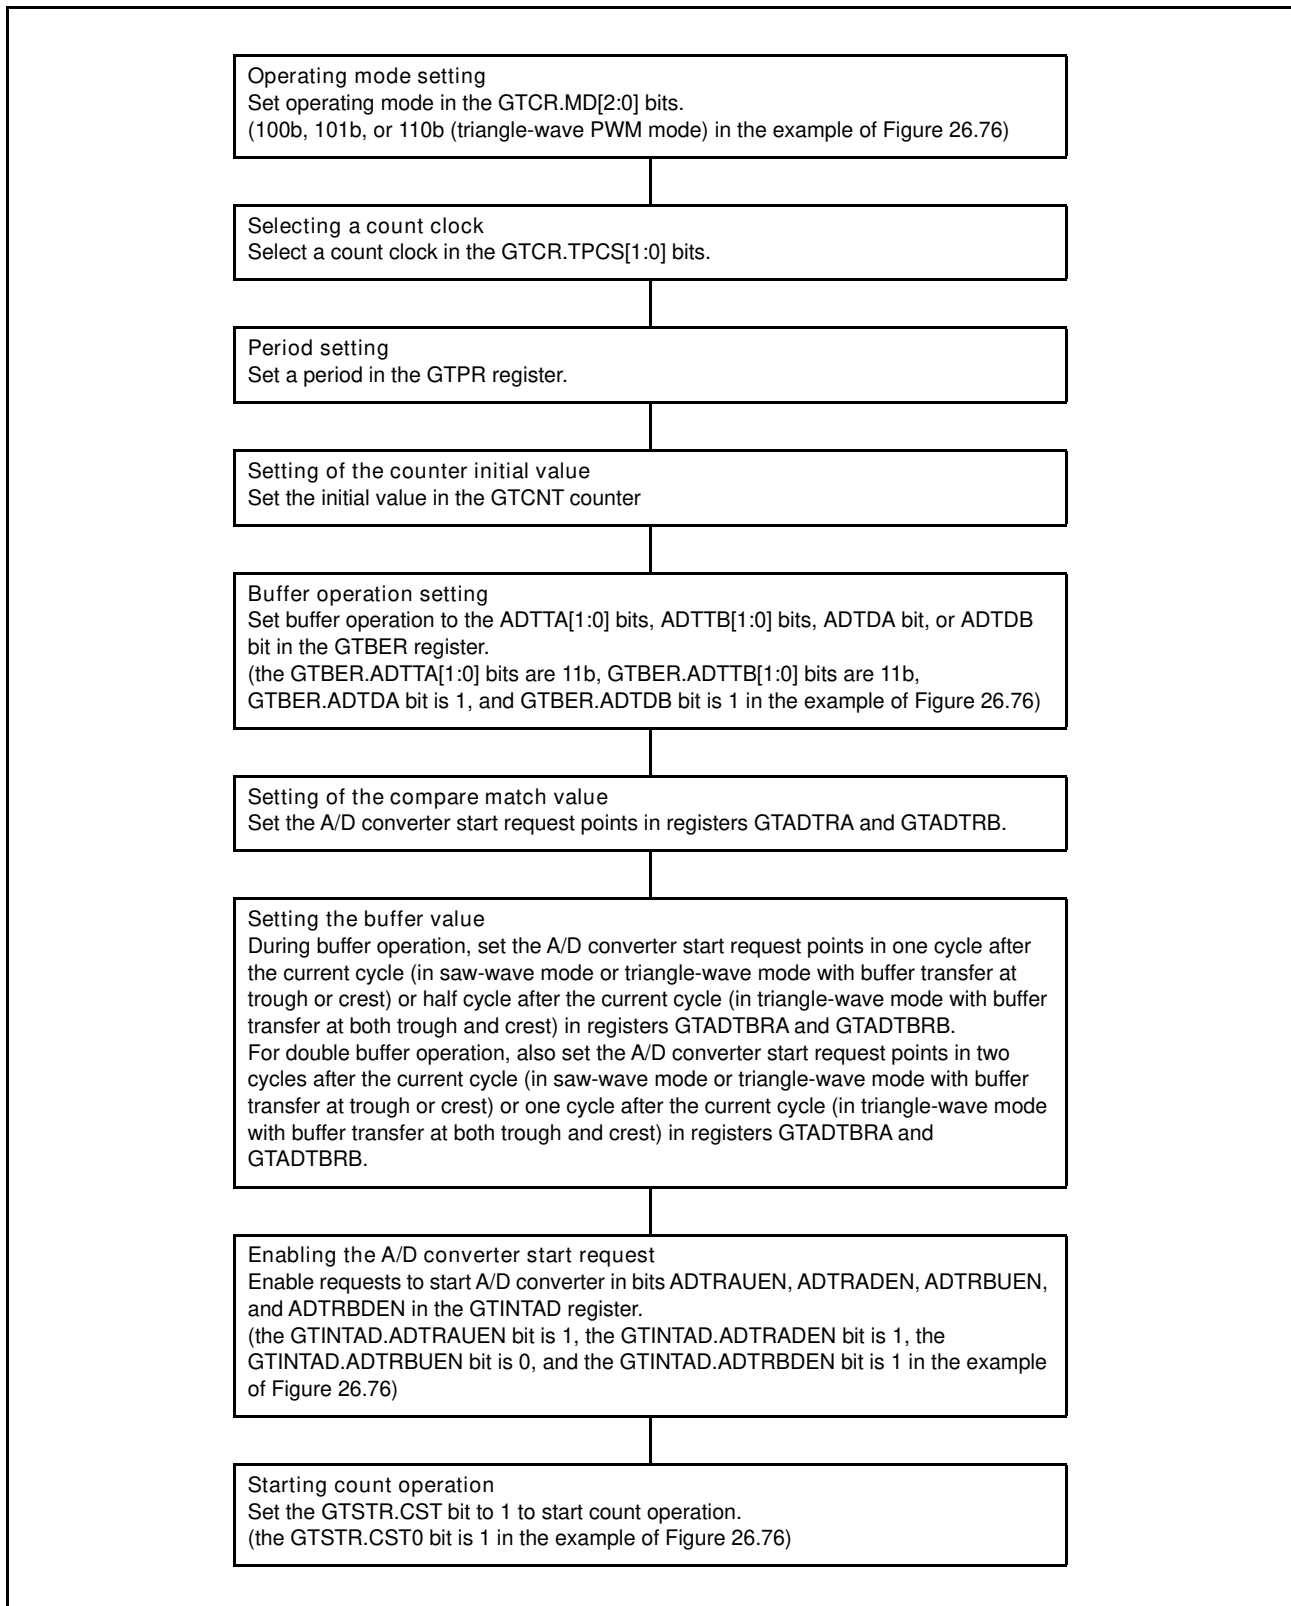 Operating mode setting
Set operating mode in the GTCR.MD[2:0] bits.
(100b, 101b, or 110b (triangle-wave PWM mode) in the example of Figure 26.76)
Selecting a count clock
Select a count clock in the GTCR.TPCS[1:0] bits.
Period setting
Set a period in the GTPR register.
Setting of the counter initial value
Set the initial value in the GTCNT counter
Buffer operation setting
Set buffer operation to the ADTTA[1:0] bits, ADTTB[1:0] bits, ADTDA bit, or ADTDB
bit in the GTBER register.
(the GTBER.ADTTA[1:0] bits are 11b, GTBER.ADTTB[1:0] bits are 11b,
GTBER.ADTDA bit is 1, and GTBER.ADTDB bit is 1 in the example of Figure 26.76)
Setting of the compare match value
Set the A/D converter start request points in registers GTADTRA and GTADTRB.
Setting the buffer value
During buffer operation, set the A/D converter start request points in one cycle after
the current cycle (in saw-wave mode or triangle-wave mode with buffer transfer at
trough or crest) or half cycle after the current cycle (in triangle-wave mode with buffer
transfer at both trough and crest) in registers GTADTBRA and GTADTBRB.
For double buffer operation, also set the A/D converter start request points in two
cycles after the current cycle (in saw-wave mode or triangle-wave mode with buffer
transfer at trough or crest) or one cycle after the current cycle (in triangle-wave mode
with buffer transfer at both trough and crest) in registers GTADTBRA and
GTADTBRB.
Enabling the A/D converter start request
Enable requests to start A/D converter in bits ADTRAUEN, ADTRADEN, ADTRBUEN,
and ADTRBDEN in the GTINTAD register.
(the GTINTAD.ADTRAUEN bit is 1, the GTINTAD.ADTRADEN bit is 1, the
GTINTAD.ADTRBUEN bit is 0, and the GTINTAD.ADTRBDEN bit is 1 in the example
of Figure 26.76)
Starting count operation
Set the GTSTR.CST bit to 1 to start count operation.
(the GTSTR.CST0 bit is 1 in the example of Figure 26.76)